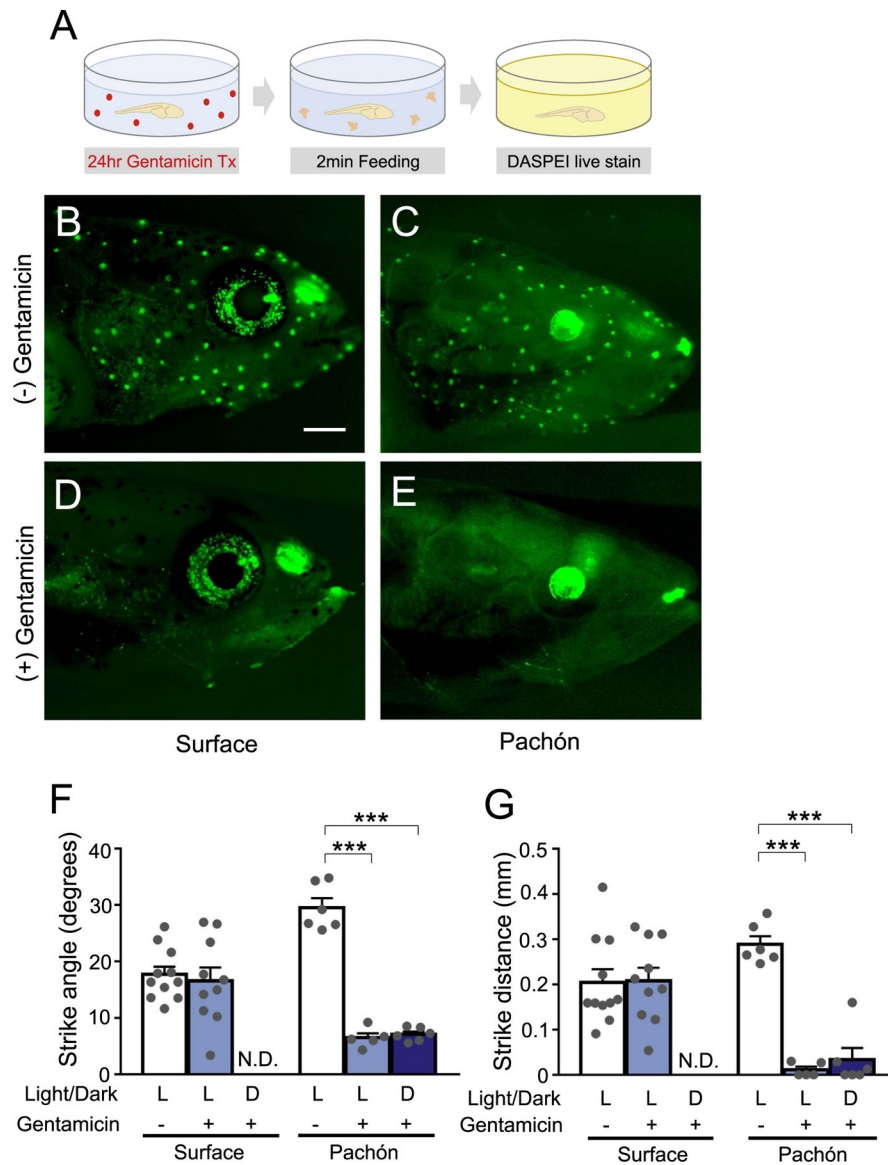 A
24hr Gentamicin Tx
2min Feeding
DASPEI live stain
B
C
(-) Gentamicin
D
E
(+) Gentamicin
Surface
Pachón
F
Strike angle (degrees)
40
30
20
10
0
***
***
N.D.
Light/Dark L L D L L D
Gentamicin - + + - + +
Surface Pachón
G
Strike distance (mm)
0.5
0.4
0.3
0.2
0.1
0
***
***
N.D.
Light/Dark L L D L L D
Gentamicin - + + - + +
Surface Pachón